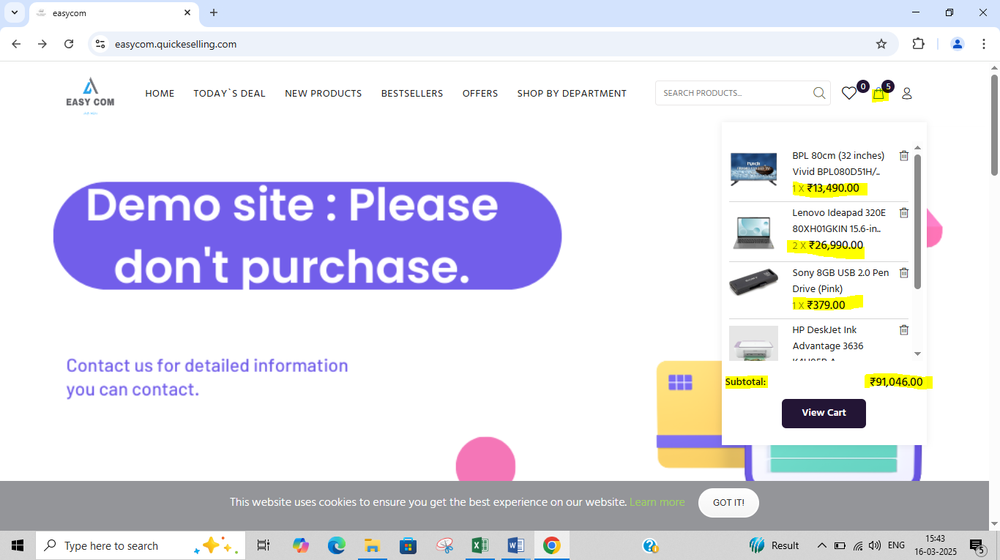 easycom
easycom.quickeselling.com
EASY COM
HOME
TODAY`S DEAL
NEW PRODUCTS
BESTSELLERS
OFFERS
SHOP BY DEPARTMENT
SEARCH PRODUCTS...
0
5
Demo site : Please
don't purchase.
Contact us for detailed information
you can contact.
BPL 80cm (32 inches)
Vivid BPL080D51H/..
1 X ₹13,490.00
Lenovo Ideapad 320E
80XH01GKIN 15.6-in..
2 X ₹26,990.00
SONY
Sony 8GB USB 2.0 Pen
Drive (Pink)
1 X ₹379.00
HP DeskJet Ink
Advantage 3636
Subtotal:
₹91,046.00
View Cart
This website uses cookies to ensure you get the best experience on our website. Learn more
GOT IT!
Type here to search
Result
ENG
15:43
16-03-2025
5